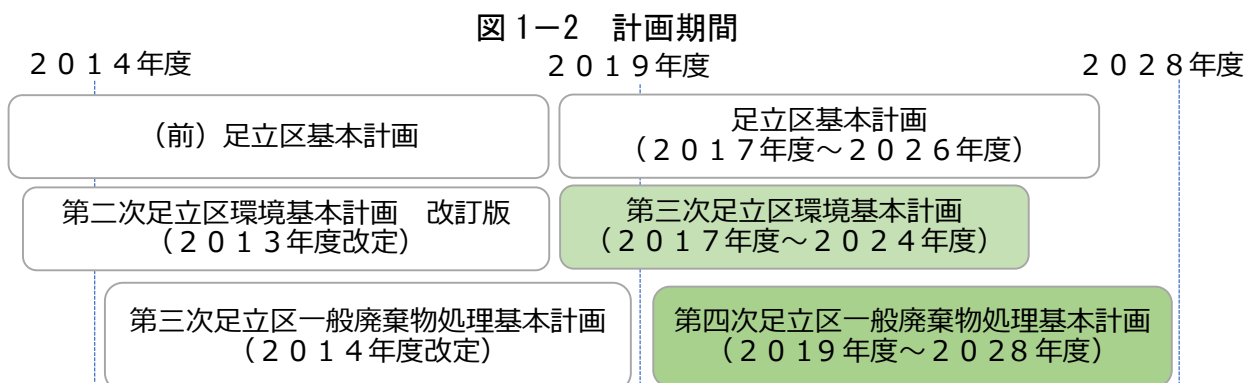 図１－２　計画期間
２０１４年度
２０１９年度
２０２８年度
（前）足立区基本計画
足立区基本計画
（２０１７年度～２０２６年度）
第二次足立区環境基本計画　改訂版
（２０１３年度改定）
第三次足立区環境基本計画
（２０１７年度～２０２４年度）
第三次足立区一般廃棄物処理基本計画
（２０１４年度改定）
第四次足立区一般廃棄物処理基本計画
（２０１９年度～２０２８年度）